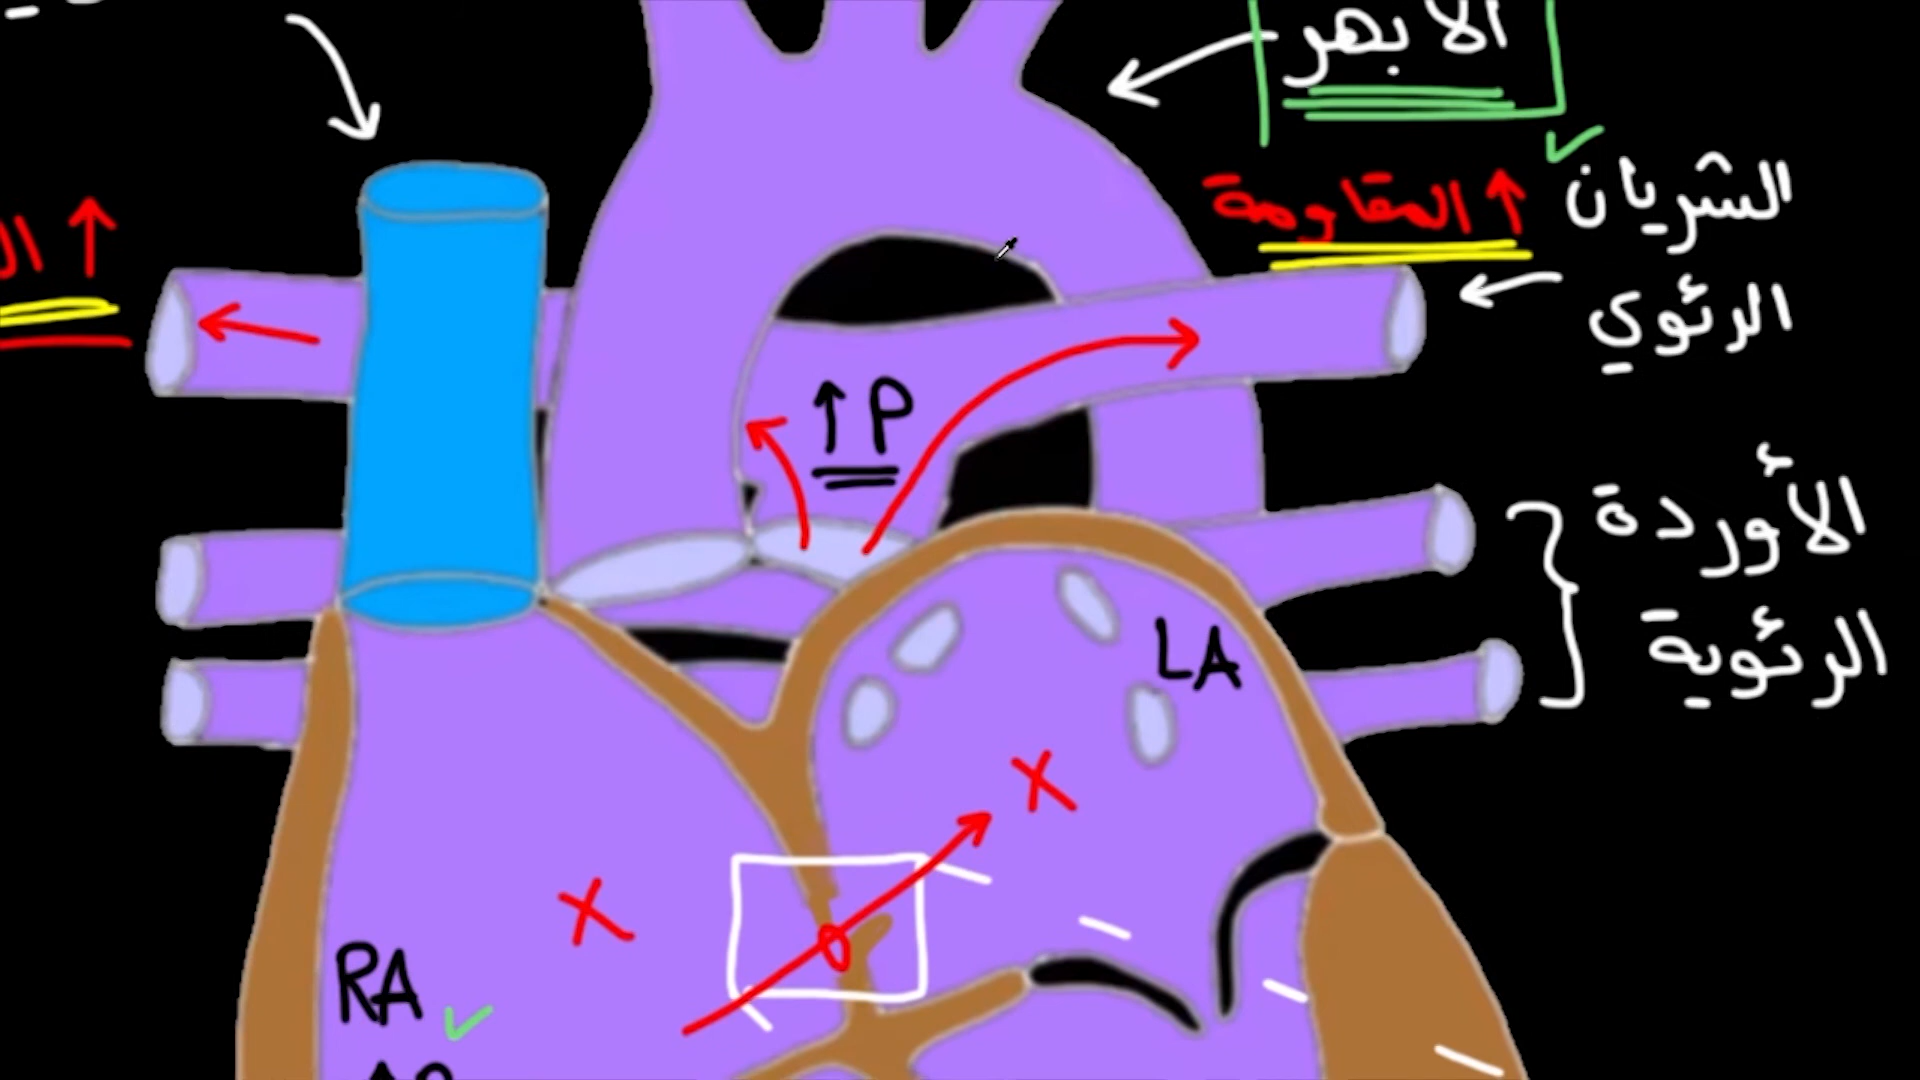 الأبهر
↑ المقاومة
الشريان
الرئوي
↑ P
الأوردة
الرئوية
LA
RA